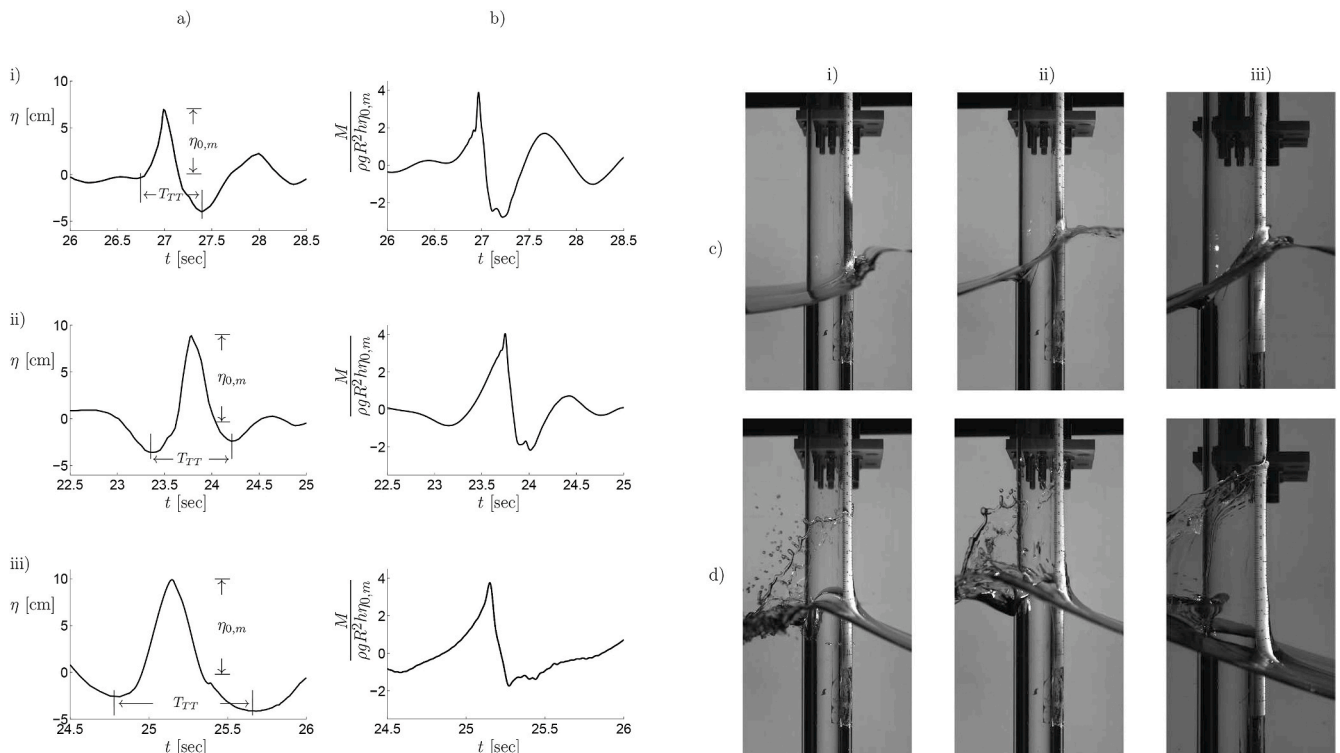 a)
b)
i)
η [cm]
10
5
0
−5
η0,m
TTT
26 26.5 27 27.5 28 28.5
t [sec]
M
ρgR²hη0,m
4
2
0
−2
26 26.5 27 27.5 28 28.5
t [sec]
ii)
η [cm]
10
5
0
−5
η0,m
TTT
22.5 23 23.5 24 24.5 25
t [sec]
M
ρgR²hη0,m
4
2
0
−2
22.5 23 23.5 24 24.5 25
t [sec]
iii)
η [cm]
10
5
0
−5
η0,m
TTT
24.5 25 25.5 26
t [sec]
M
ρgR²hη0,m
4
2
0
−2
24.5 25 25.5 26
t [sec]
i)
ii)
iii)
c)
d)